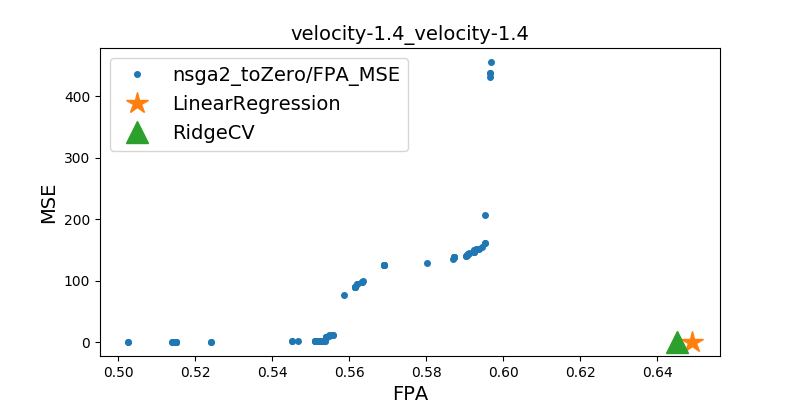 velocity-1.4_velocity-1.4
nsga2_toZero/FPA_MSE
LinearRegression
RidgeCV
MSE
400
300
200
100
0
0.50 0.52 0.54 0.56 0.58 0.60 0.62 0.64
FPA